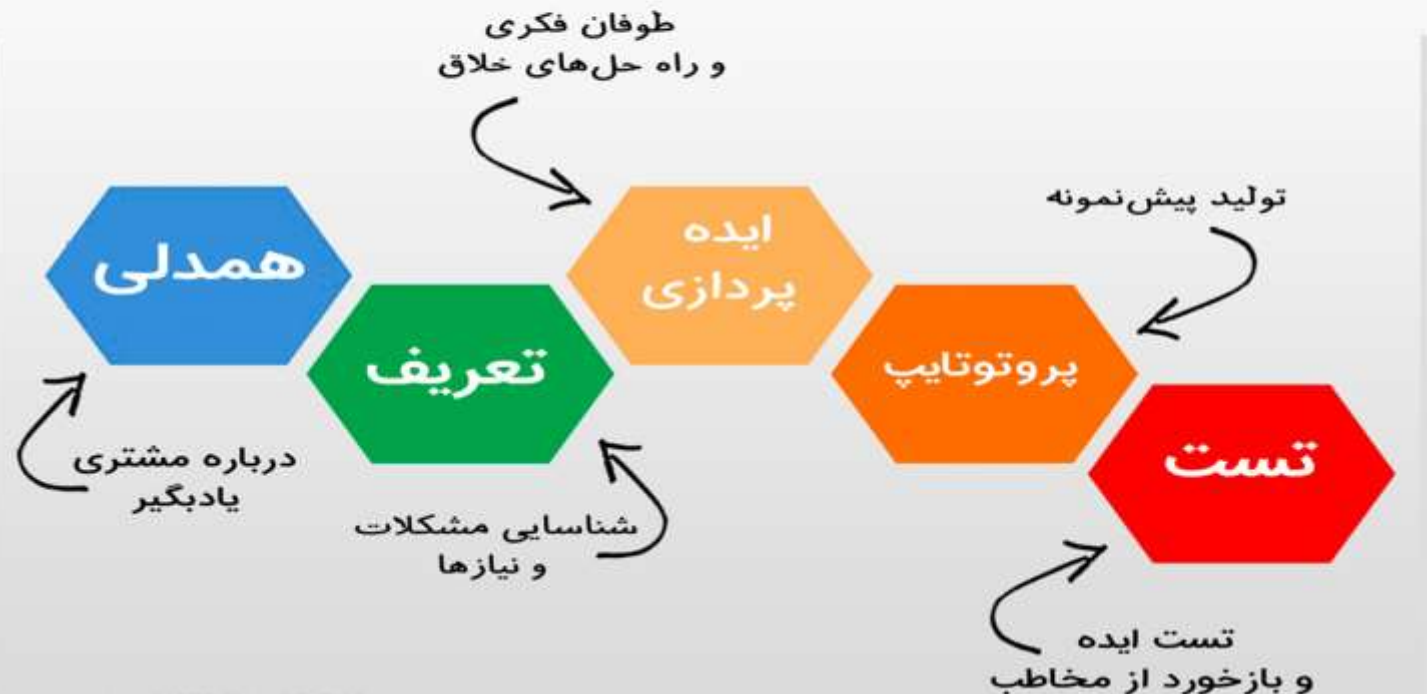 طوفان فکری
و راه حل‌های خلاق
تولید پیش‌نمونه
همدلی
ایده
پردازی
تعریف
پروتوتایپ
تست
درباره مشتری
یادبگیر
شناسایی مشکلات
و نیازها
تست ایده
و بازخورد از مخاطب